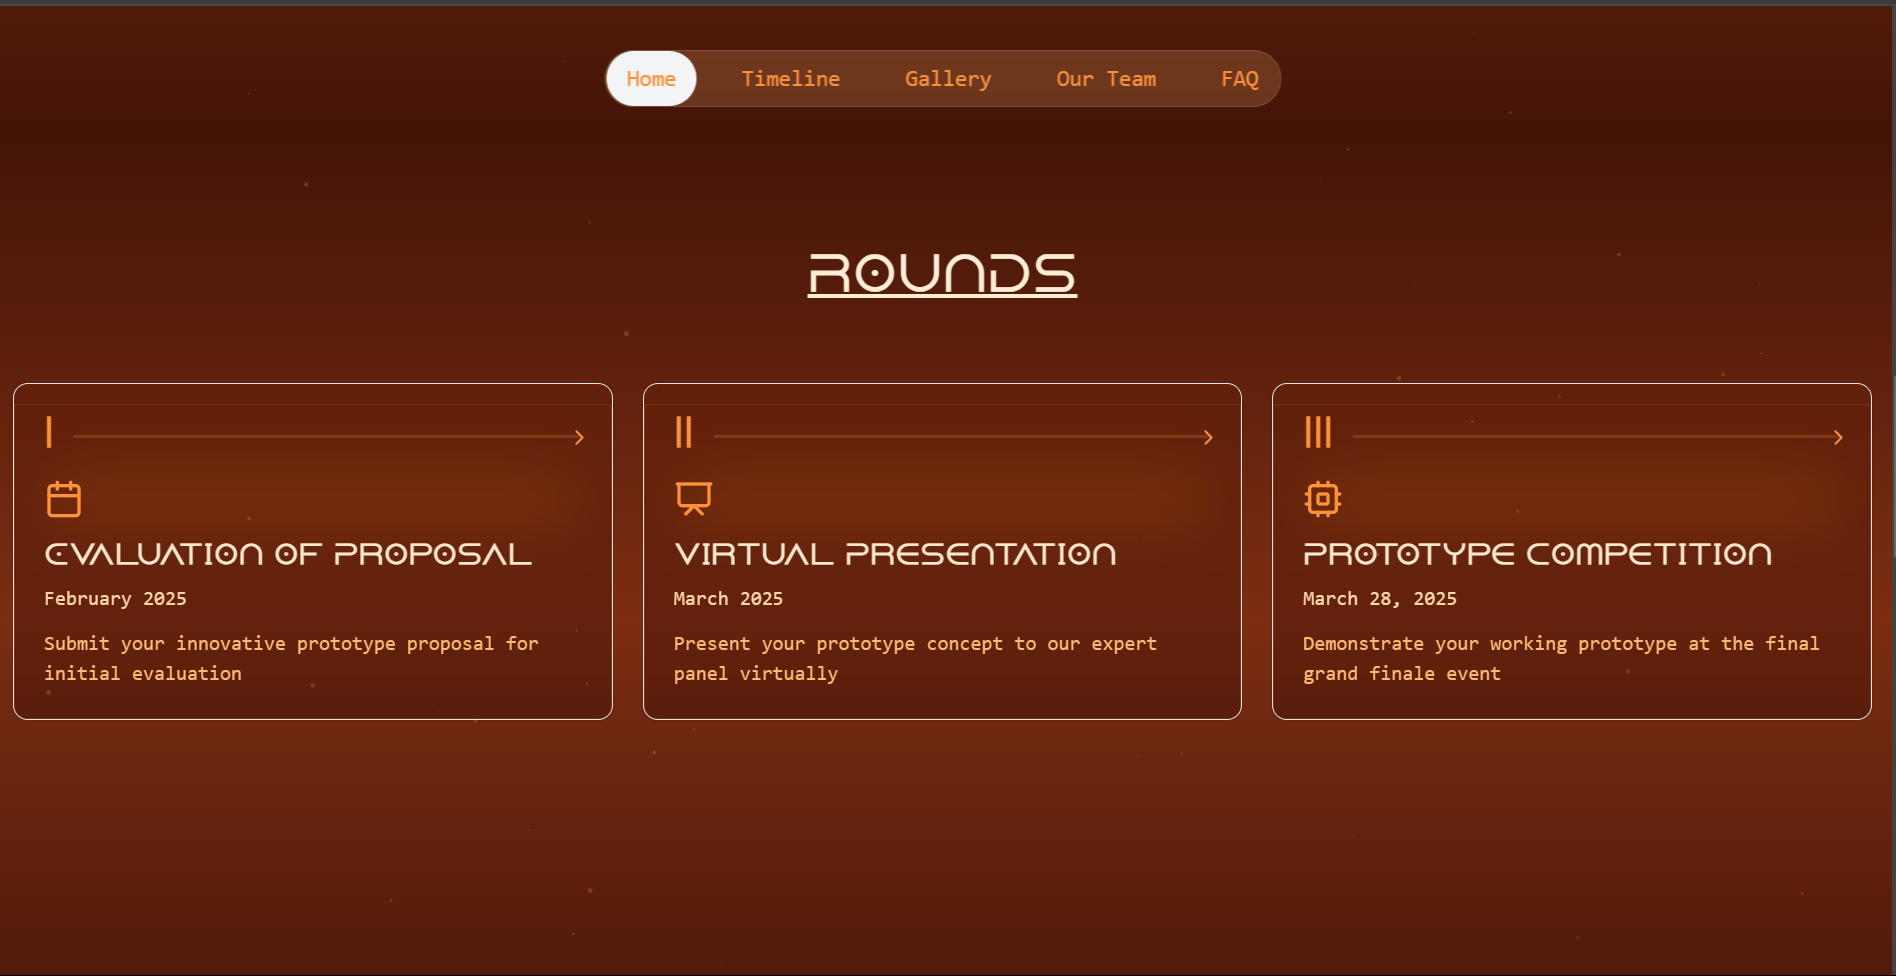 Home Timeline Gallery Our Team FAQ
ROUNDS
I
EVALUATION OF PROPOSAL
February 2025
Submit your innovative prototype proposal for
initial evaluation
II
VIRTUAL PRESENTATION
March 2025
Present your prototype concept to our expert
panel virtually
III
PROTOTYPE COMPETITION
March 28, 2025
Demonstrate your working prototype at the final
grand finale event